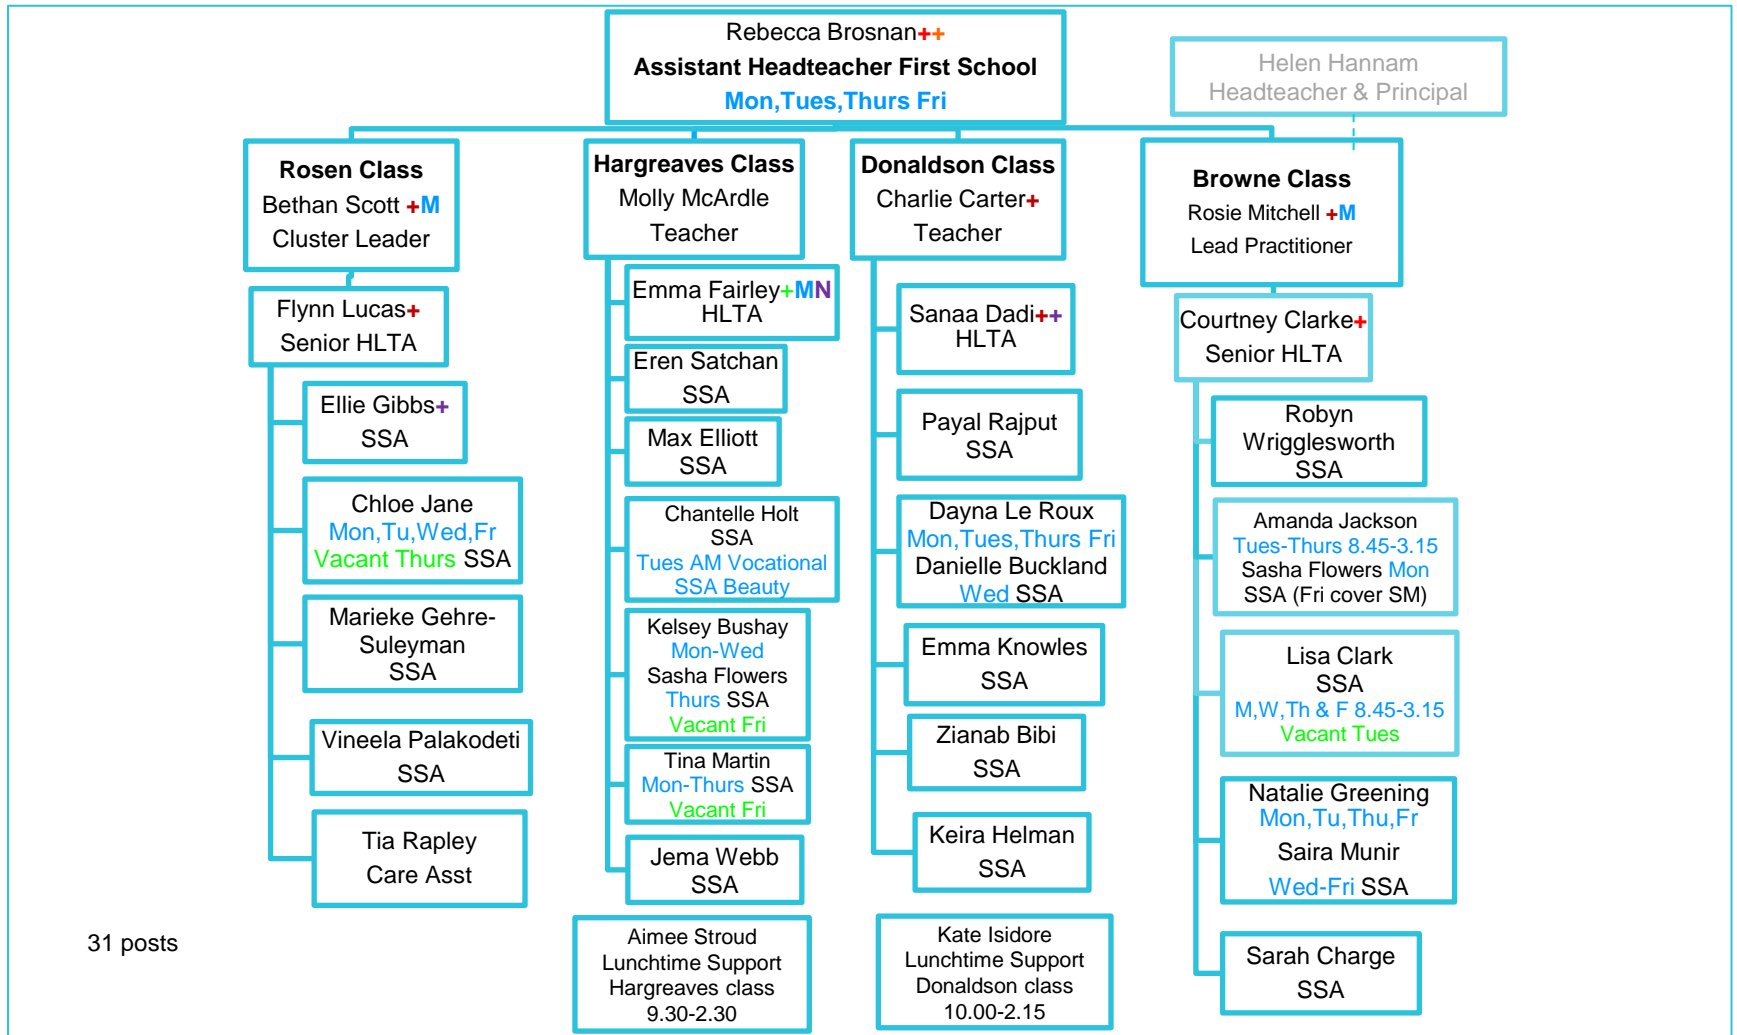 Rebecca Brosnan++
Assistant Headteacher First School
Mon,Tues,Thurs Fri
Helen Hannam
Headteacher & Principal
Rosen Class
Bethan Scott +M
Cluster Leader
Flynn Lucas+
Senior HLTA
Ellie Gibbs+
SSA
Chloe Jane
Mon,Tu,Wed,Fr
Vacant Thurs SSA
Marieke Gehre-
Suleyman
SSA
Vineela Palakodeti
SSA
Tia Rapley
Care Asst
Hargreaves Class
Molly McArdle
Teacher
Emma Fairley+MN
HLTA
Eren Satchan
SSA
Max Elliott
SSA
Chantelle Holt
SSA
Tues AM Vocational
SSA Beauty
Kelsey Bushay
Mon-Wed
Sasha Flowers
Thurs SSA
Vacant Fri
Tina Martin
Mon-Thurs SSA
Vacant Fri
Jema Webb
SSA
Aimee Stroud
Lunchtime Support
Hargreaves class
9.30-2.30
Donaldson Class
Charlie Carter+
Teacher
Sanaa Dadi++
HLTA
Payal Rajput
SSA
Dayna Le Roux
Mon,Tues,Thurs Fri
Danielle Buckland
Wed SSA
Emma Knowles
SSA
Zianab Bibi
SSA
Keira Helman
SSA
Kate Isidore
Lunchtime Support
Donaldson class
10.00-2.15
Browne Class
Rosie Mitchell +M
Lead Practitioner
Courtney Clarke+
Senior HLTA
Robyn
Wrigglesworth
SSA
Amanda Jackson
Tues-Thurs 8.45-3.15
Sasha Flowers Mon
SSA (Fri cover SM)
Lisa Clark
SSA
M,W,Th & F 8.45-3.15
Vacant Tues
Natalie Greening
Mon,Tu,Thu,Fr
Saira Munir
Wed-Fri SSA
Sarah Charge
SSA
31 posts